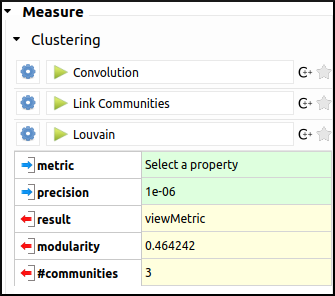 Measure
Clustering
Convolution
Link Communities
Louvain
metric Select a property
precision 1e-06
result viewMetric
modularity 0.464242
#communities 3